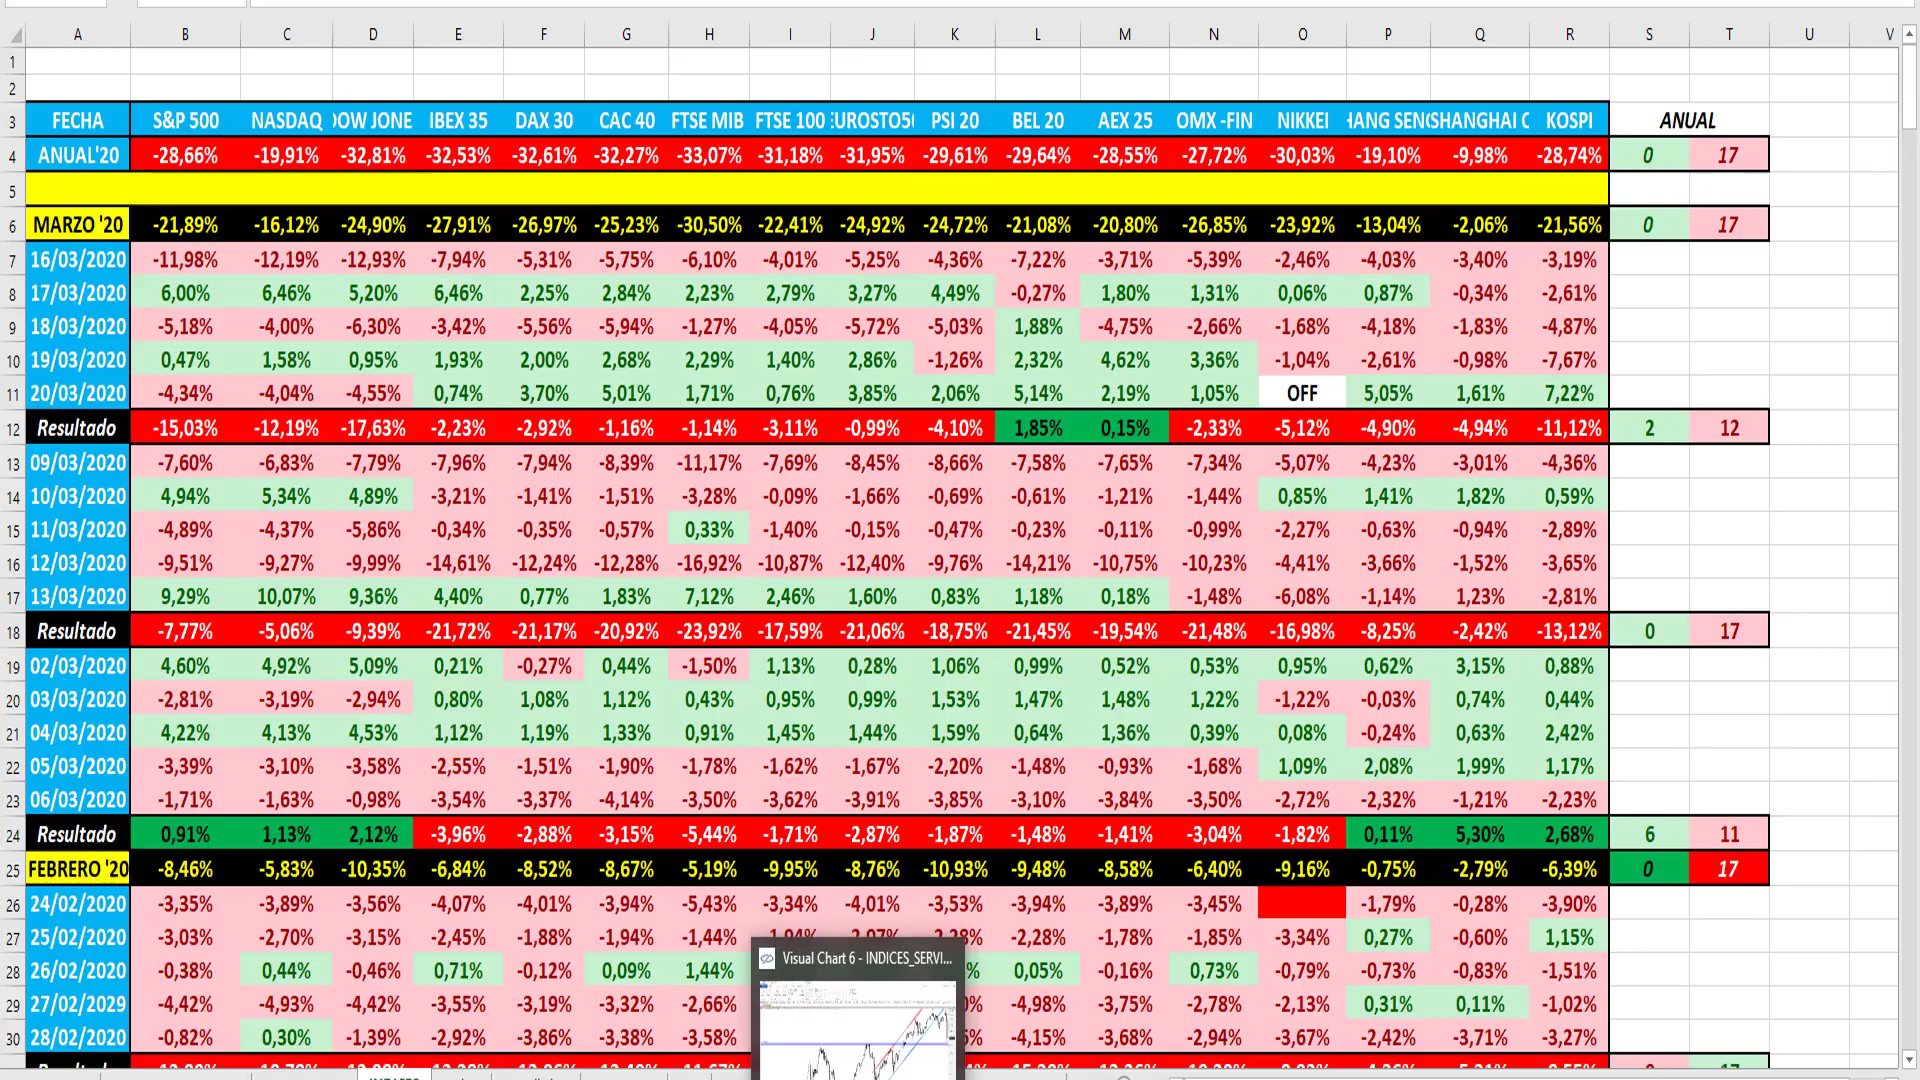 A B C D E F G H I J K L M N O P Q R S T U V
1
2
3 FECHA S&P 500 NASDAQ DOW JONE IBEX 35 DAX 30 CAC 40 FTSE MIB FTSE 100 EUROSTO50 PSI 20 BEL 20 AEX 25 OMX -FIN NIKKEI HANG SENG SHANGHAI C KOSPI ANUAL
4 ANUAL'20 -28,66% -19,91% -32,81% -32,53% -32,61% -32,27% -33,07% -31,18% -31,95% -29,61% -29,64% -28,55% -27,72% -30,03% -19,10% -9,98% -28,74% 0 17
5
6 MARZO '20 -21,89% -16,12% -24,90% -27,91% -26,97% -25,23% -30,50% -22,41% -24,92% -24,72% -21,08% -20,80% -26,85% -23,92% -13,04% -2,06% -21,56% 0 17
7 16/03/2020 -11,98% -12,19% -12,93% -7,94% -5,31% -5,75% -6,10% -4,01% -5,25% -4,36% -7,22% -3,71% -5,39% -2,46% -4,03% -3,40% -3,19%
8 17/03/2020 6,00% 6,46% 5,20% 6,46% 2,25% 2,84% 2,23% 2,79% 3,27% 4,49% -0,27% 1,80% 1,31% 0,06% 0,87% -0,34% -2,61%
9 18/03/2020 -5,18% -4,00% -6,30% -3,42% -5,56% -5,94% -1,27% -4,05% -5,72% -5,03% 1,88% -4,75% -2,66% -1,68% -4,18% -1,83% -4,87%
10 19/03/2020 0,47% 1,58% 0,95% 1,93% 2,00% 2,68% 2,29% 1,40% 2,86% -1,26% 2,32% 4,62% 3,36% -1,04% -2,61% -0,98% -7,67%
11 20/03/2020 -4,34% -4,04% -4,55% 0,74% 3,70% 5,01% 1,71% 0,76% 3,85% 2,06% 5,14% 2,19% 1,05% OFF 5,05% 1,61% 7,22%
12 Resultado -15,03% -12,19% -17,63% -2,23% -2,92% -1,16% -1,14% -3,11% -0,99% -4,10% 1,85% 0,15% -2,33% -5,12% -4,90% -4,94% -11,12% 2 12
13 09/03/2020 -7,60% -6,83% -7,79% -7,96% -7,94% -8,39% -11,17% -7,69% -8,45% -8,66% -7,58% -7,65% -7,34% -5,07% -4,23% -3,01% -4,36%
14 10/03/2020 4,94% 5,34% 4,89% -3,21% -1,41% -1,51% -3,28% -0,09% -1,66% -0,69% -0,61% -1,21% -1,44% 0,85% 1,41% 1,82% 0,59%
15 11/03/2020 -4,89% -4,37% -5,86% -0,34% -0,35% -0,57% 0,33% -1,40% -0,15% -0,47% -0,23% -0,11% -0,99% -2,27% -0,63% -0,94% -2,89%
16 12/03/2020 -9,51% -9,27% -9,99% -14,61% -12,24% -12,28% -16,92% -10,87% -12,40% -9,76% -14,21% -10,75% -10,23% -4,41% -3,66% -1,52% -3,65%
17 13/03/2020 9,29% 10,07% 9,36% 4,40% 0,77% 1,83% 7,12% 2,46% 1,60% 0,83% 1,18% 0,18% -1,48% -6,08% -1,14% 1,23% -2,81%
18 Resultado -7,77% -5,06% -9,39% -21,72% -21,17% -20,92% -23,92% -17,59% -21,06% -18,75% -21,45% -19,54% -21,48% -16,98% -8,25% -2,42% -13,12% 0 17
19 02/03/2020 4,60% 4,92% 5,09% 0,21% -0,27% 0,44% -1,50% 1,13% 0,28% 1,06% 0,99% 0,52% 0,53% 0,95% 0,62% 3,15% 0,88%
20 03/03/2020 -2,81% -3,19% -2,94% 0,80% 1,08% 1,12% 0,43% 0,95% 0,99% 1,53% 1,47% 1,48% 1,22% -1,22% -0,03% 0,74% 0,44%
21 04/03/2020 4,22% 4,13% 4,53% 1,12% 1,19% 1,33% 0,91% 1,45% 1,44% 1,59% 0,64% 1,36% 0,39% 0,08% -0,24% 0,63% 2,42%
22 05/03/2020 -3,39% -3,10% -3,58% -2,55% -1,51% -1,90% -1,78% -1,62% -1,67% -2,20% -1,48% -0,93% -1,68% 1,09% 2,08% 1,99% 1,17%
23 06/03/2020 -1,71% -1,63% -0,98% -3,54% -3,37% -4,14% -3,50% -3,62% -3,91% -3,85% -3,10% -3,84% -3,50% -2,72% -2,32% -1,21% -2,23%
24 Resultado 0,91% 1,13% 2,12% -3,96% -2,88% -3,15% -5,44% -1,71% -2,87% -1,87% -1,48% -1,41% -3,04% -1,82% 0,11% 5,30% 2,68% 6 11
25 FEBRERO '20 -8,46% -5,83% -10,35% -6,84% -8,52% -8,67% -5,19% -9,95% -8,76% -10,93% -9,48% -8,58% -6,40% -9,16% -0,75% -2,79% -6,39% 0 17
26 24/02/2020 -3,35% -3,89% -3,56% -4,07% -4,01% -3,94% -5,43% -3,34% -4,01% -3,53% -3,94% -3,89% -3,45% -1,79% -0,28% -3,90%
27 25/02/2020 -3,03% -2,70% -3,15% -2,45% -1,88% -1,94% -1,44% -2,28% -1,78% -1,85% -3,34% 0,27% -0,60% 1,15%
Visual Chart 6 - INDICES_SERVI...
28 26/02/2020 -0,38% 0,44% -0,46% 0,71% -0,12% 0,09% 1,44% 0,05% -0,16% 0,73% -0,79% -0,73% -0,83% -1,51%
29 27/02/2029 -4,42% -4,93% -4,42% -3,55% -3,19% -3,32% -2,66% -4,98% -3,75% -2,78% -2,13% 0,31% 0,11% -1,02%
30 28/02/2020 -0,82% 0,30% -1,39% -2,92% -3,86% -3,38% -3,58% -4,15% -3,68% -2,94% -3,67% -2,42% -3,71% -3,27%